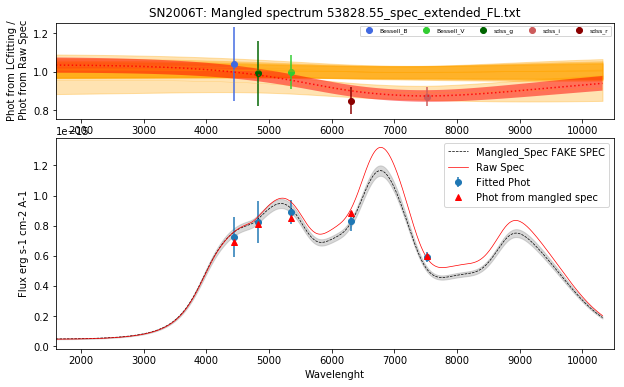 SN2006T: Mangled spectrum 53828.55_spec_extended_FL.txt
Phot from LCfitting /
Phot from Raw Spec
1.2
1.0
0.8
Bessell_B
Bessell_V
sdss_g
sdss_i
sdss_r
2000 3000 4000 5000 6000 7000 8000 9000 10000
Flux erg s-1 cm-2 A-1
1.2
1.0
0.8
0.6
0.4
0.2
0.0
Mangled_Spec FAKE SPEC
Raw Spec
Fitted Phot
Phot from mangled spec
2000 3000 4000 5000 6000 7000 8000 9000 10000
Wavelenght